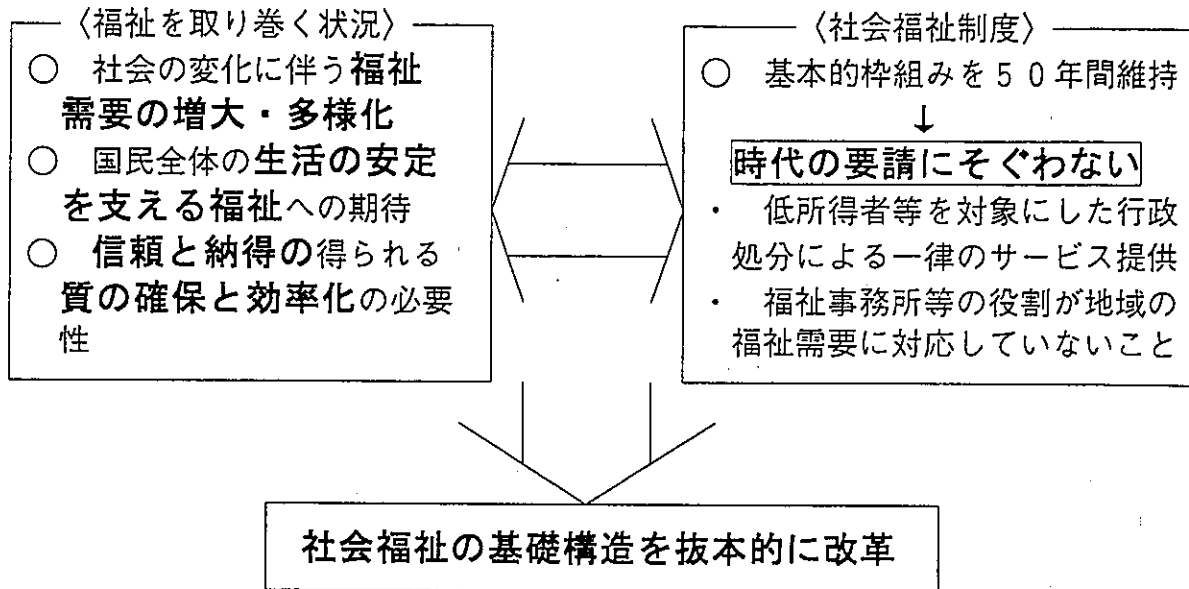 〈福祉を取り巻く状況〉
○ 社会の変化に伴う福祉
需要の増大・多様化
○ 国民全体の生活の安定
を支える福祉への期待
○ 信頼と納得の得られる
質の確保と効率化の必要
性
〈社会福祉制度〉
○ 基本的枠組みを50年間維持
↓
時代の要請にそぐわない
・ 低所得者等を対象にした行政
処分による一律のサービス提供
・ 福祉事務所等の役割が地域の
福祉需要に対応していないこと
社会福祉の基礎構造を抜本的に改革